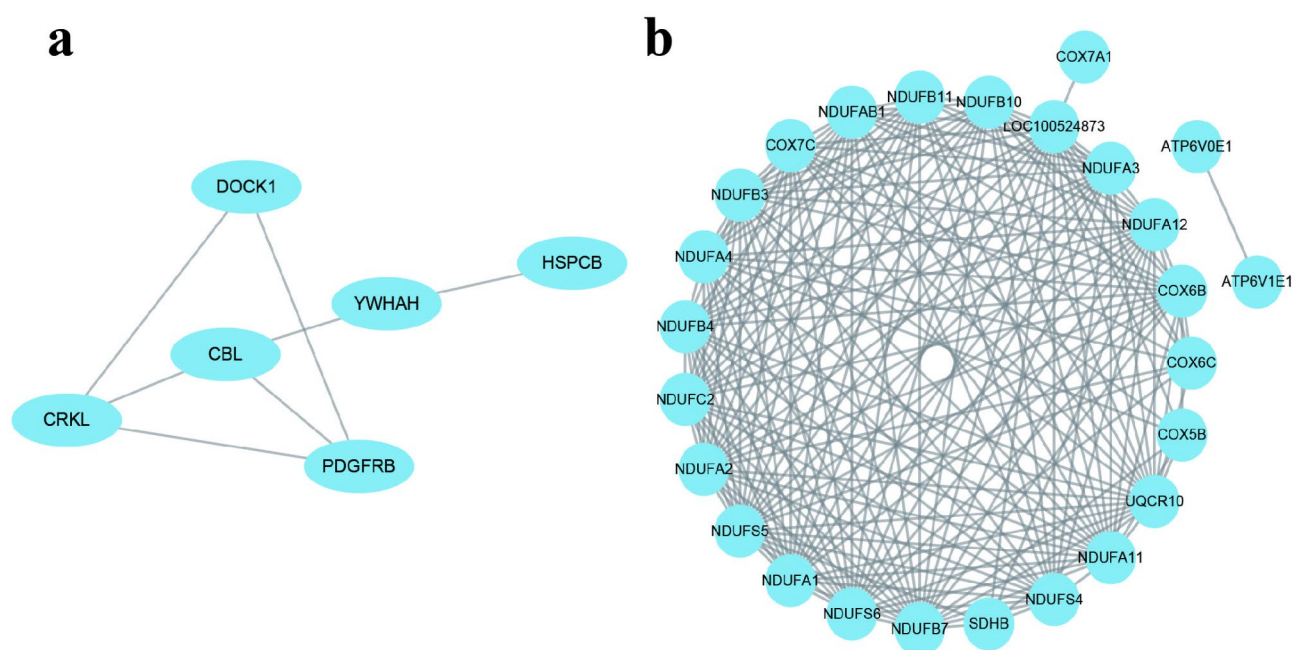 a
DOCK1
HSPCB
YWHAH
CBL
CRKL
PDGFRB
b
COX7A1
NDUFB11
NDUFB10
NDUFAB1
LOC100524873
COX7C
ATP6V0E1
NDUFA3
NDUFB3
NDUFA12
NDUFA4
ATP6V1E1
COX6B
NDUFB4
COX6C
NDUFC2
COX5B
NDUFA2
UQCR10
NDUFS5
NDUFA11
NDUFA1
NDUFS4
NDUFS6
SDHB
NDUFB7